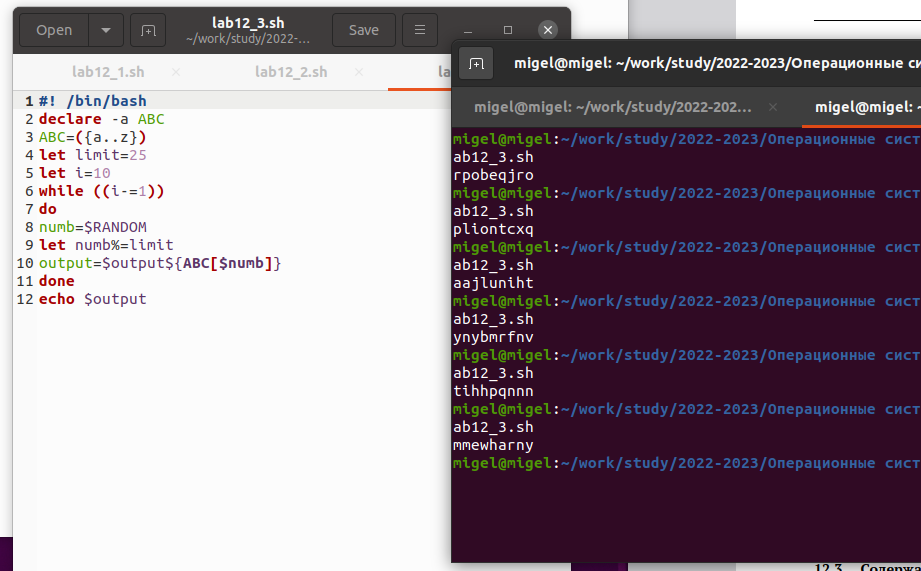 Open
lab12_3.sh
~/work/study/2022-...
Save
lab12_1.sh ×
lab12_2.sh ×
la
1 #! /bin/bash
2 declare -a ABC
3 ABC=({a..z})
4 let limit=25
5 let i=10
6 while ((i-=1))
7 do
8 numb=$RANDOM
9 let numb%=limit
10 output=$output${ABC[$numb]}
11 done
12 echo $output
migel@migel: ~/work/study/2022-2023/Операционные си
migel@migel: ~/work/study/2022-202... ×
migel@migel: ~
migel@migel:~/work/study/2022-2023/Операционные сист
ab12_3.sh
rpobeqjro
migel@migel:~/work/study/2022-2023/Операционные сист
ab12_3.sh
pliontcxq
migel@migel:~/work/study/2022-2023/Операционные сист
ab12_3.sh
aajluniht
migel@migel:~/work/study/2022-2023/Операционные сист
ab12_3.sh
ynybmrfnv
migel@migel:~/work/study/2022-2023/Операционные сист
ab12_3.sh
tihhpqnnn
migel@migel:~/work/study/2022-2023/Операционные сист
ab12_3.sh
mmewharny
migel@migel:~/work/study/2022-2023/Операционные сист
12.3 Содержа